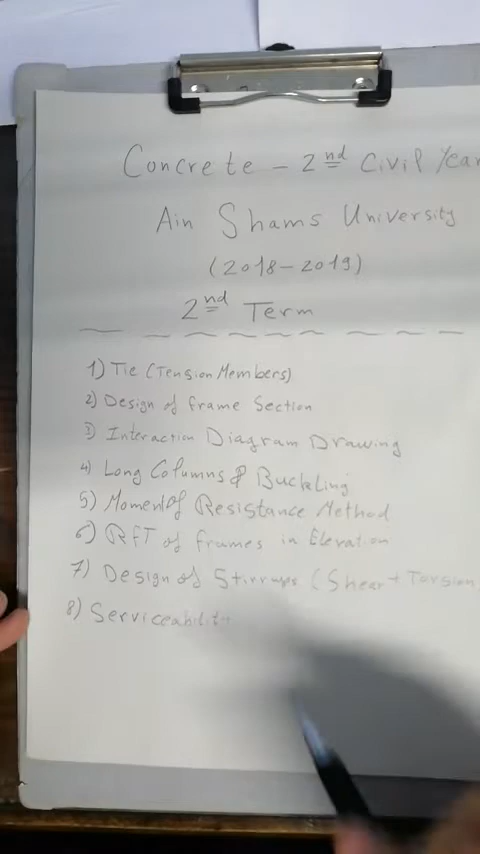 Concrete - 2nd Civil Year
Ain Shams University
(2018-2019)
2nd Term
1) Tie (Tension Members)
2) Design of frame Section
3) Interaction Diagram Drawing
4) Long Columns & Buckling
5) Moment of Resistance Method
6) RFT of frames in Elevation
7) Design of Stirrups (Shear + Torsion
8) Serviceability